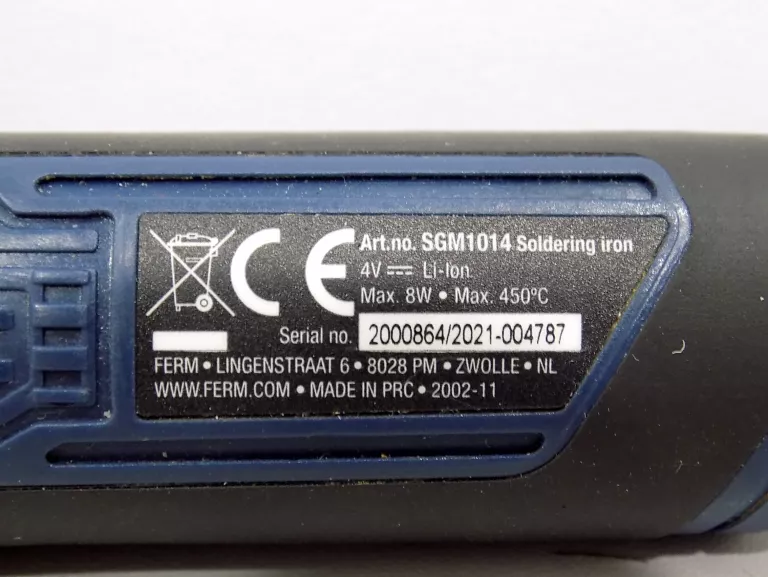 CE Art.no. SGM1014 Soldering iron
4V ⎓ Li-Ion
Max. 8W • Max. 450ºC
Serial no. 2000864/2021-004787
FERM • LINGENSTRAAT 6 • 8028 PM • ZWOLLE • NL
WWW.FERM.COM • MADE IN PRC • 2002-11